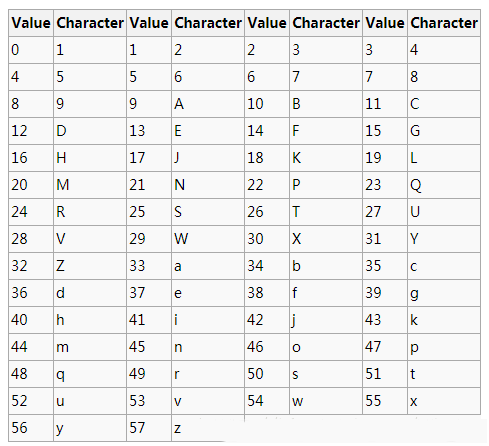 Value Character Value Character Value Character Value Character
0 1 1 2 2 3 3 4
4 5 5 6 6 7 7 8
8 9 9 A 10 B 11 C
12 D 13 E 14 F 15 G
16 H 17 J 18 K 19 L
20 M 21 N 22 P 23 Q
24 R 25 S 26 T 27 U
28 V 29 W 30 X 31 Y
32 Z 33 a 34 b 35 c
36 d 37 e 38 f 39 g
40 h 41 i 42 j 43 k
44 m 45 n 46 o 47 p
48 q 49 r 50 s 51 t
52 u 53 v 54 w 55 x
56 y 57 z